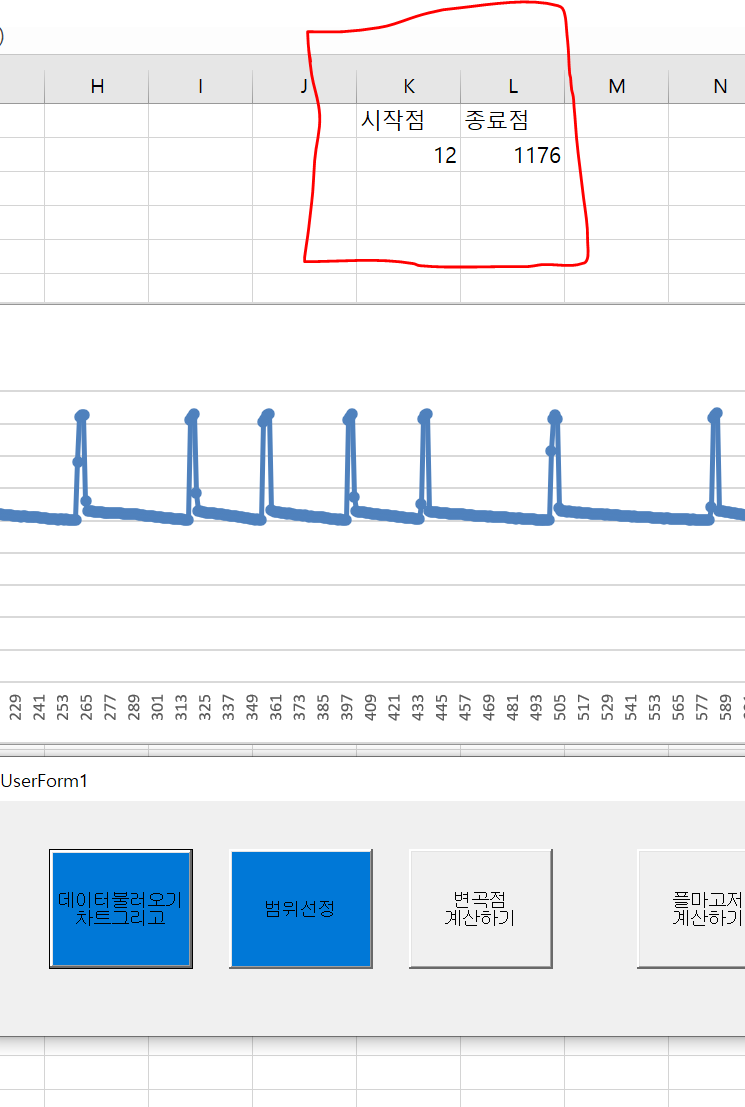 )
H I J K L M N
시작점 종료점
12 1176
229 241 253 265 277 289 301 313 325 337 349 361 373 385 397 409 421 433 445 457 469 481 493 505 517 529 541 553 565 577 589
UserForm1
데이터불러오기 범위선정 변곡점 플마고저
차트그리고 계산하기 계산하기